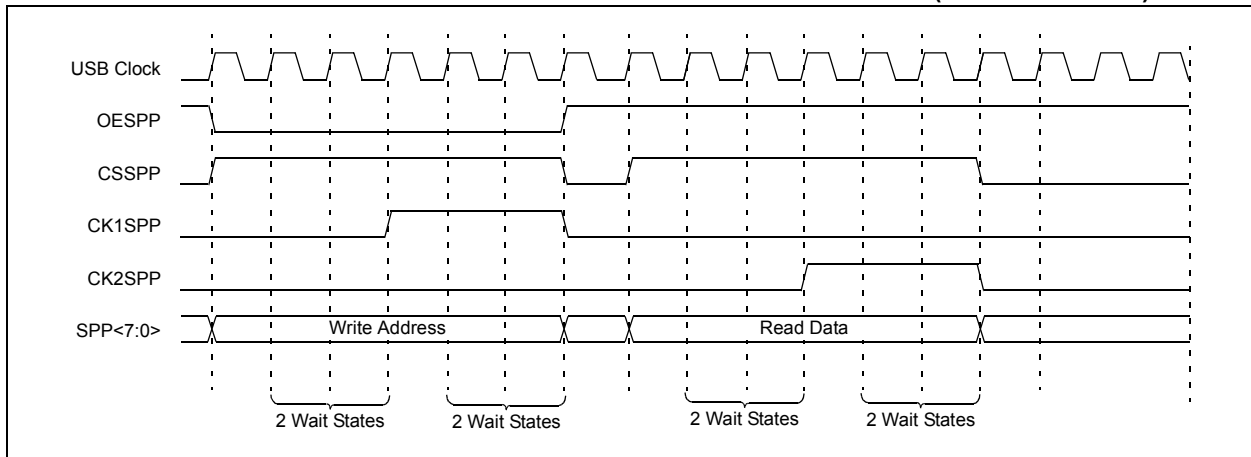 USB Clock
OESPP
CSSPP
CK1SPP
CK2SPP
SPP<7:0> Write Address Read Data
2 Wait States 2 Wait States 2 Wait States 2 Wait States